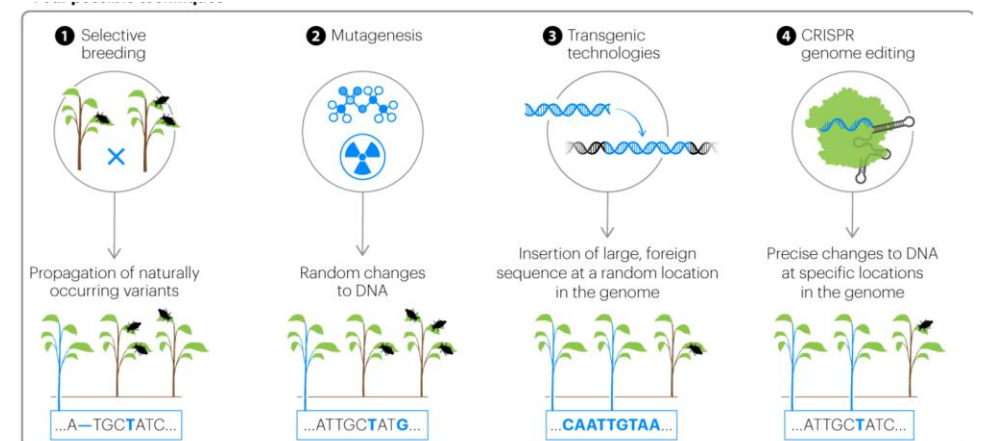 1 Selective
breeding
2 Mutagenesis
3 Transgenic
technologies
4 CRISPR
genome editing
Propagation of naturally
occurring variants
Random changes
to DNA
Insertion of large, foreign
sequence at a random location
in the genome
Precise changes to DNA
at specific locations
in the genome
...A—TGCTATC...
...ATTGCTATG...
...CAATTGTAA...
...ATTGCTATC...